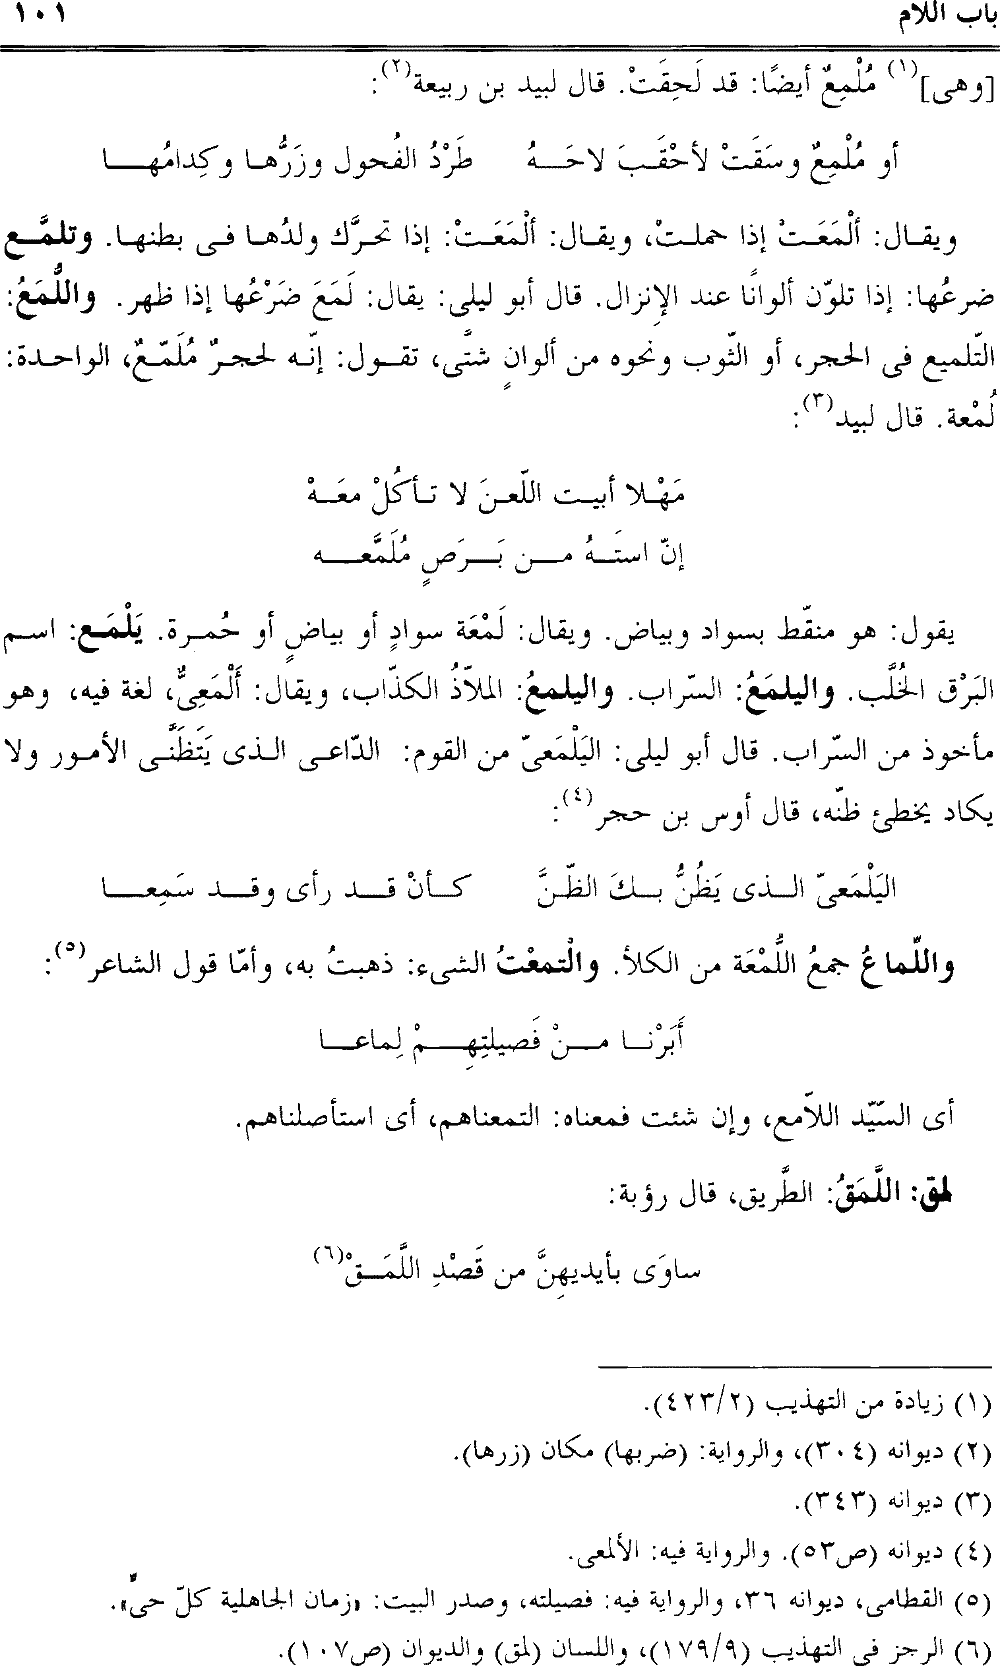 باب اللام ١٠١
[وهى](١) مُلْمِعٌ أيضًا: قد لَحِقَتْ. قال لبيد بن ربيعة(٢):
أو مُلْمِعٌ وسَقَتْ لأحْقَبَ لاحَهُ طَرْدُ الفُحول وزَرُّها وكِدامُها
ويقال: ألْمَعَتْ إذا حملتْ، ويقال: ألْمَعَتْ: إذا تحرَّك ولدُها فى بطنها. وتلمَّع
ضرعُها: إذا تلوّن ألوانًا عند الإنزال. قال أبو ليلى: يقال: لَمَعَ ضَرْعُها إذا ظهر. واللُّمَعُ:
التّلميع فى الحجر، أو الثّوب ونحوه من ألوانٍ شتَّى، تقول: إنّه لحجرٌ مُلَمّعٌ، الواحدة:
لُمْعة. قال لبيد(٣):
مَهْلا أبيت اللّعنَ لا تأكُلْ معَهْ
إنّ استَهُ من بَرَصٍ مُلَمَّعه
يقول: هو منقّط بسواد وبياض. ويقال: لَمْعَة سوادٍ أو بياضٍ أو حُمرة. يَلْمَع: اسم
البَرْق الخُلَّب. واليلمَعُ: السّراب. واليلمعُ: الملاّذُ الكذّاب، ويقال: أَلْمَعِىٌّ، لغة فيه، وهو
مأخوذ من السّراب. قال أبو ليلى: اليَلْمَعىّ من القوم: الدّاعى الذى يَتَظَنَّى الأمور ولا
يكاد يخطئ ظنّه، قال أوس بن حجر(٤):
اليَلْمَعىّ الذى يَظُنُّ بكَ الظّنَّ كأنْ قد رأى وقد سَمِعا
واللّماعُ جمعُ اللُّمْعَة من الكلأ. والْتمعْتُ الشىء: ذهبتُ به، وأمّا قول الشاعر(٥):
أَبَرْنا منْ فَصيلتِهِمْ لِماعا
أى السّيّد اللاّمع، وإن شئت فمعناه: التمعناهم، أى استأصلناهم.
لمق: اللَّمَقُ: الطَّريق، قال رؤبة:
ساوَى بأيديهِنَّ من قَصْدِ اللَّمَقْ(٦)
(١) زيادة من التهذيب (٤٢٣/٢).
(٢) ديوانه (٣٠٤)، والرواية: (ضربها) مكان (زرها).
(٣) ديوانه (٣٤٣).
(٤) ديوانه (ص٥٣). والرواية فيه: الألمعى.
(٥) القطامى، ديوانه ٣٦، والرواية فيه: فصيلته، وصدر البيت: «زمان الجاهلية كلّ حىٍّ».
(٦) الرجز فى التهذيب (١٧٩/٩)، واللسان (لمق) والديوان (ص١٠٧).